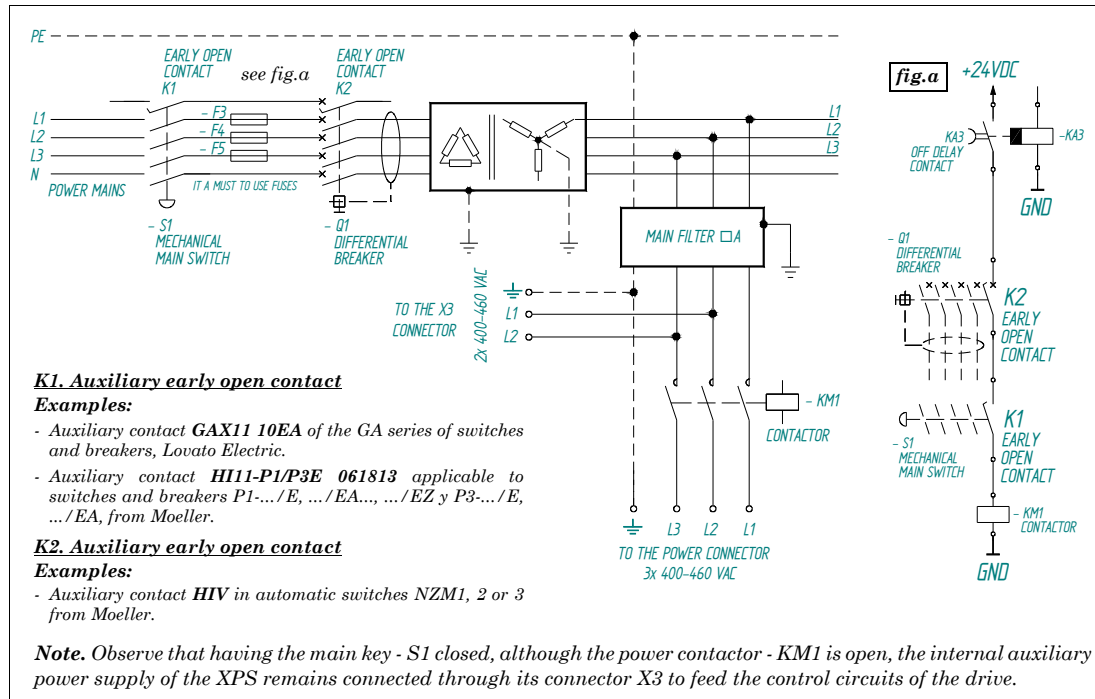 PE
EARLY OPEN
CONTACT
K1
see fig.a
EARLY OPEN
CONTACT
K2
L1
L2
L3
N
POWER MAINS
- F3
- F4
- F5
IT A MUST TO USE FUSES
- S1
MECHANICAL
MAIN SWITCH
- Q1
DIFFERENTIAL
BREAKER
L1
L2
L3
MAIN FILTER □A
TO THE X3
CONNECTOR
2x 400-460 VAC
L1
L2
- KM1
CONTACTOR
L3 L2 L1
TO THE POWER CONNECTOR
3x 400-460 VAC
fig.a
+24VDC
KA3
OFF DELAY
CONTACT
-KA3
GND
- Q1
DIFFERENTIAL
BREAKER
K2
EARLY
OPEN
CONTACT
K1
EARLY
OPEN
CONTACT
- S1
MECHANICAL
MAIN SWITCH
- KM1
CONTACTOR
GND
K1. Auxiliary early open contact
Examples:
- Auxiliary contact GAX11 10EA of the GA series of switches
and breakers, Lovato Electric.
- Auxiliary contact HI11-P1/P3E 061813 applicable to
switches and breakers P1-.../E, .../EA..., .../EZ y P3-.../E,
.../EA, from Moeller.
K2. Auxiliary early open contact
Examples:
- Auxiliary contact HIV in automatic switches NZM1, 2 or 3
from Moeller.
Note. Observe that having the main key - S1 closed, although the power contactor - KM1 is open, the internal auxiliary
power supply of the XPS remains connected through its connector X3 to feed the control circuits of the drive.